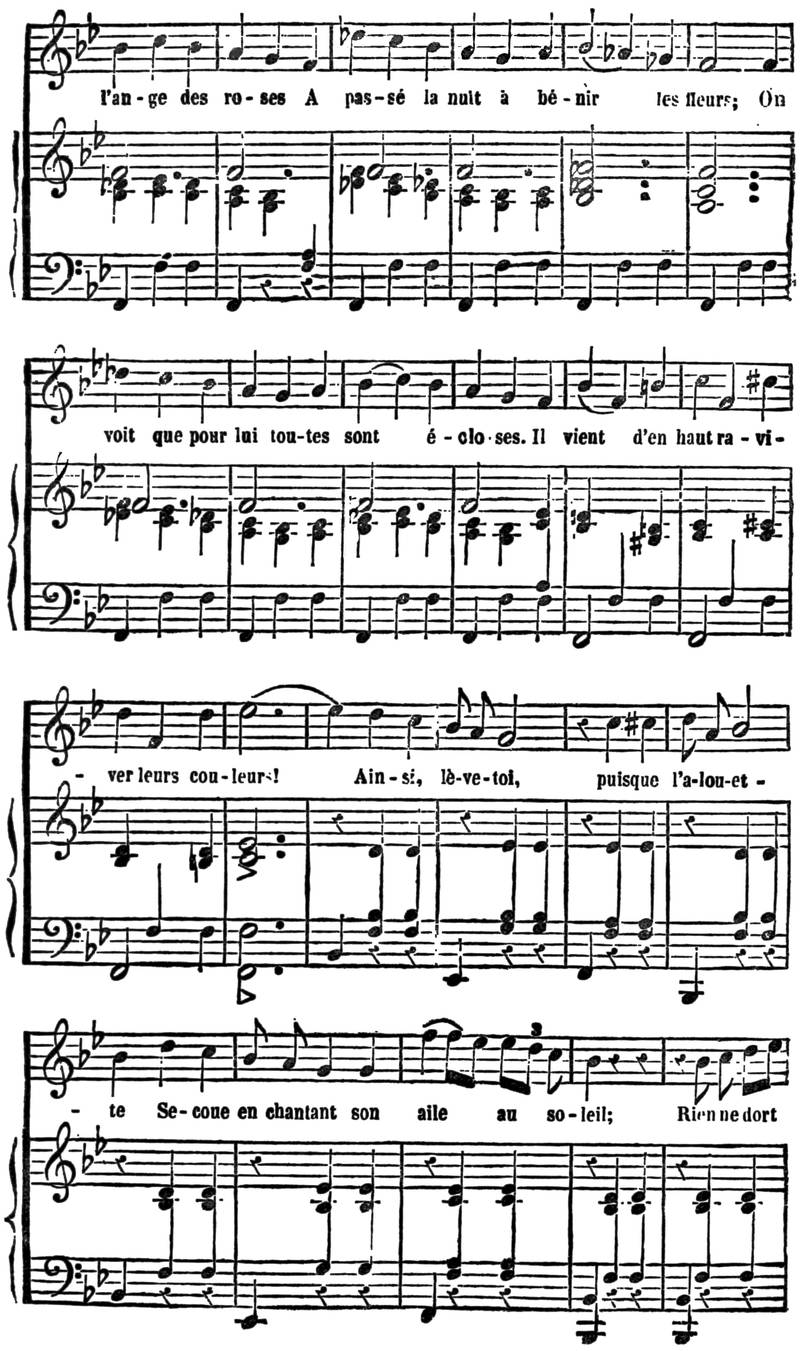 l'an-ge des ro-ses A pas-sé la nuit à bé-nir les fleurs; On
voit que pour lui tou-tes sont é-clo-ses. Il vient d'en haut ra-vi-
- ver leurs cou-leurs! Ain-si, lè-ve-toi, puisque l'a-lou-et-
- te Se-coue en chantant son aile au so-leil; Rien ne dort
3